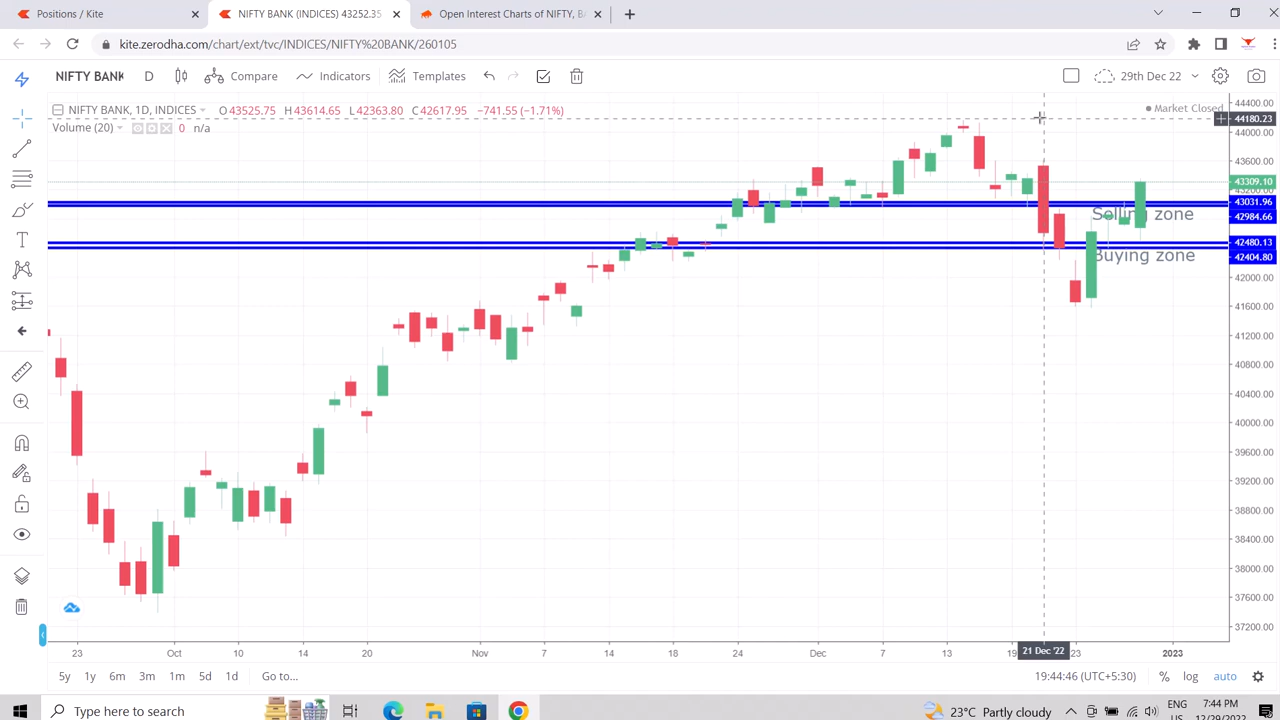 Positions / Kite
NIFTY BANK (INDICES) 43252.35
Open Interest Charts of NIFTY, B
kite.zerodha.com/chart/ext/tvc/INDICES/NIFTY%20BANK/260105
NIFTY BANK D Compare Indicators Templates 29th Dec 22
NIFTY BANK, 1D, INDICES O 43525.75 H 43614.65 L 42363.80 C 42617.95 −741.55 (−1.71%)
Market Closed
Volume (20) 0 n/a
Selling zone
Buying zone
44400.00
44180.23
44000.00
43600.00
43309.10
43200.00
43031.96
42984.66
42480.13
42404.80
42000.00
41600.00
41200.00
40800.00
40400.00
40000.00
39600.00
39200.00
38800.00
38400.00
38000.00
37600.00
37200.00
23 Oct 10 14 20 Nov 7 14 18 24 Dec 7 13 19 21 Dec '22 23 2023
5y 1y 6m 3m 1m 5d 1d Go to... 19:44:46 (UTC+5:30) % log auto
Type here to search
23°C Partly cloudy
ENG
7:44 PM